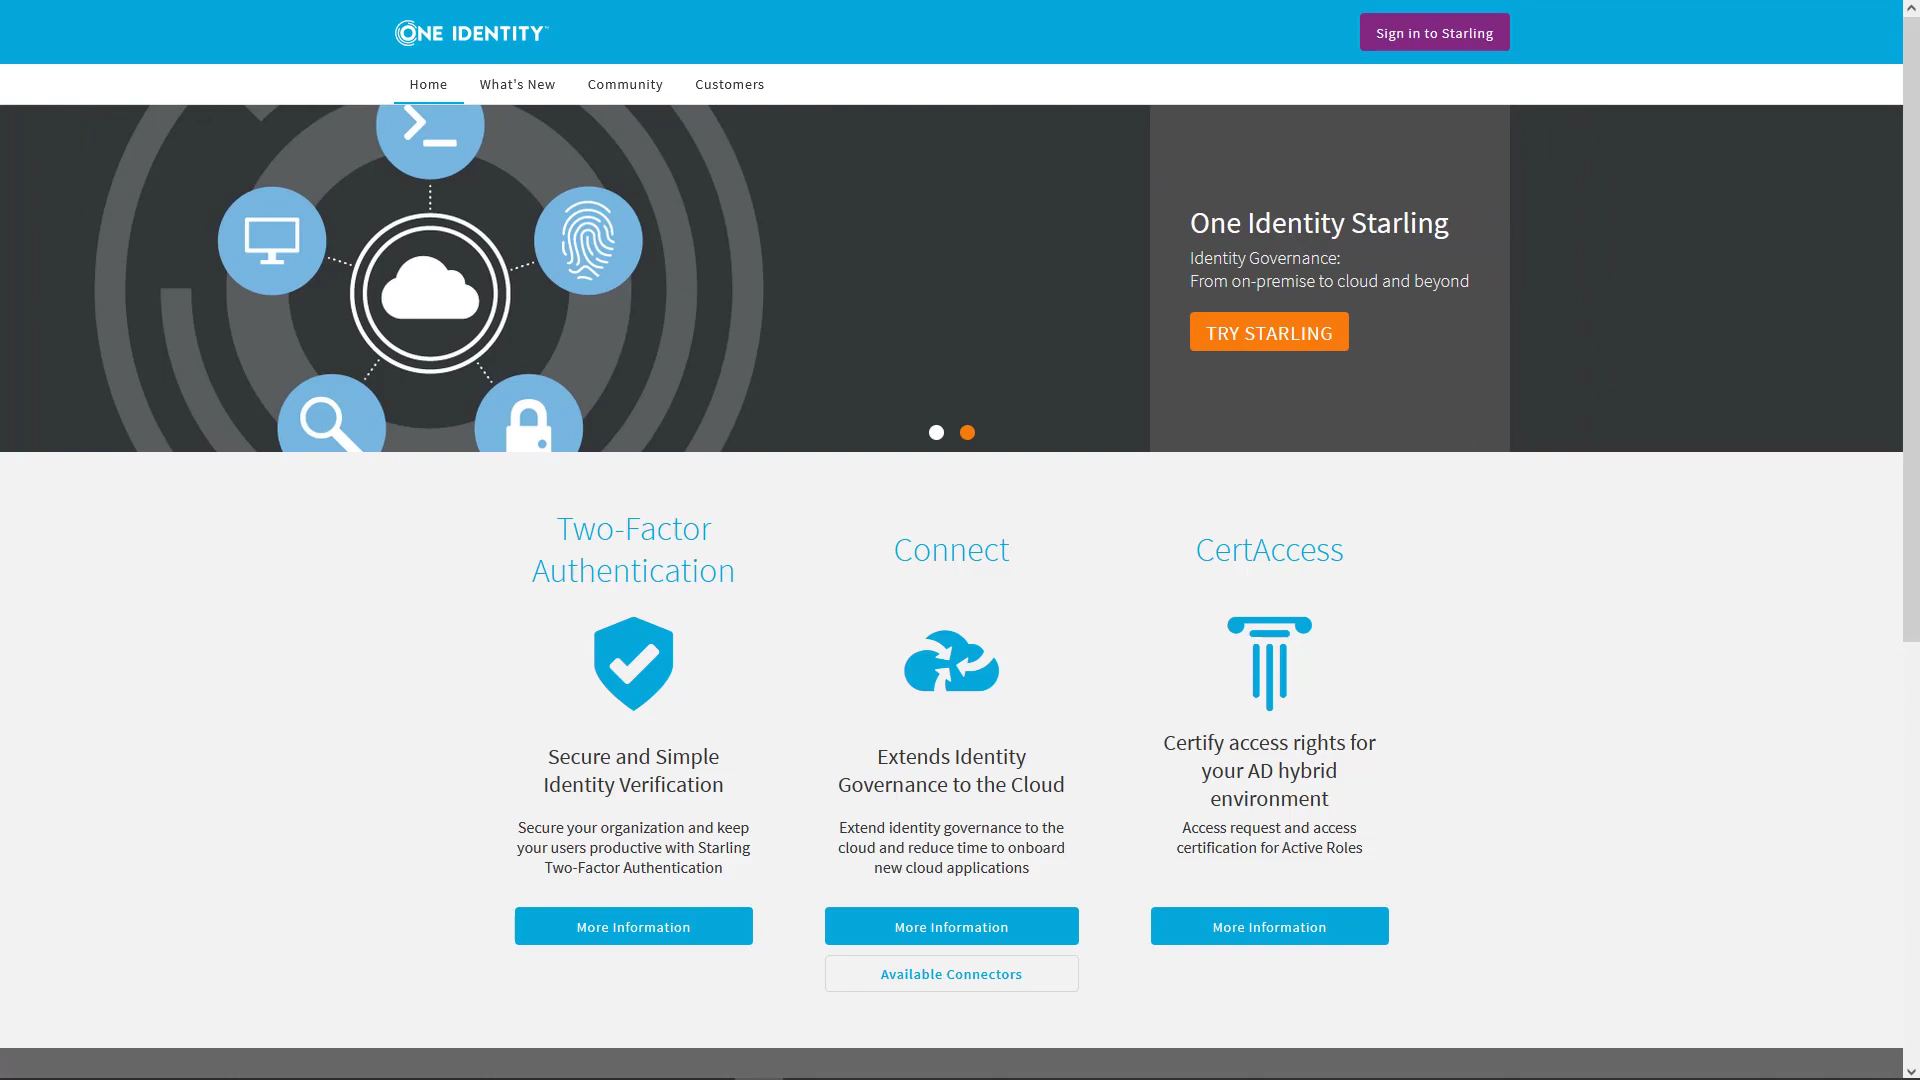 ONE IDENTITY
Sign in to Starling
Home
What's New
Community
Customers
One Identity Starling
Identity Governance:
From on-premise to cloud and beyond
TRY STARLING
Two-Factor
Authentication
Secure and Simple
Identity Verification
Secure your organization and keep
your users productive with Starling
Two-Factor Authentication
More Information
Connect
Extends Identity
Governance to the Cloud
Extend identity governance to the
cloud and reduce time to onboard
new cloud applications
More Information
Available Connectors
CertAccess
Certify access rights for
your AD hybrid
environment
Access request and access
certification for Active Roles
More Information